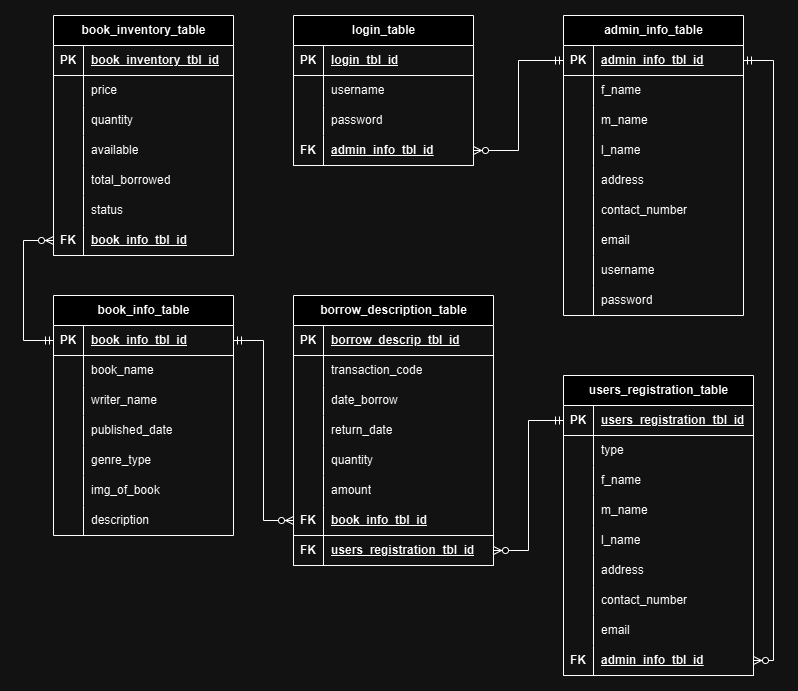 book_inventory_table
PK book_inventory_tbl_id
price
quantity
available
total_borrowed
status
FK book_info_tbl_id
login_table
PK login_tbl_id
username
password
FK admin_info_tbl_id
admin_info_table
PK admin_info_tbl_id
f_name
m_name
l_name
address
contact_number
email
username
password
book_info_table
PK book_info_tbl_id
book_name
writer_name
published_date
genre_type
img_of_book
description
borrow_description_table
PK borrow_descrip_tbl_id
transaction_code
date_borrow
return_date
quantity
amount
FK book_info_tbl_id
FK users_registration_tbl_id
users_registration_table
PK users_registration_tbl_id
type
f_name
m_name
l_name
address
contact_number
email
FK admin_info_tbl_id